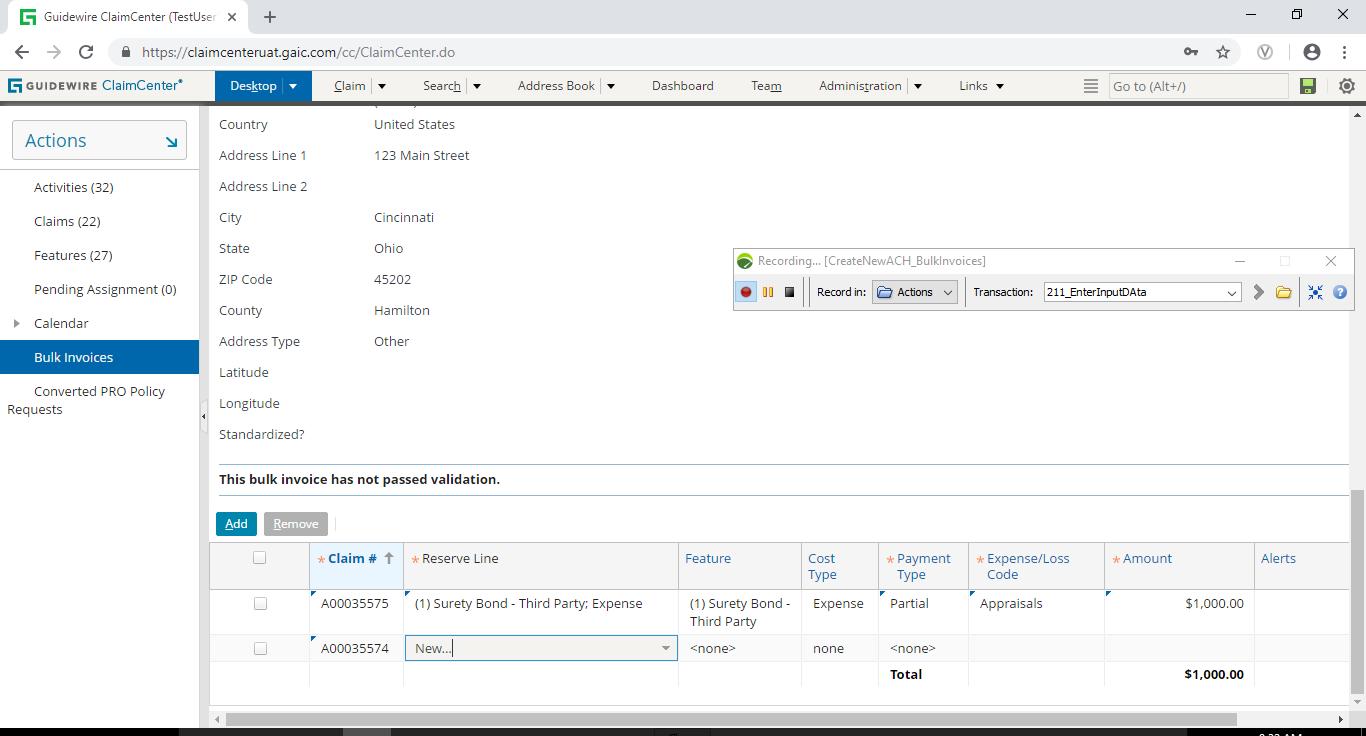 Guidewire ClaimCenter (TestUser
https://claimcenteruat.gaic.com/cc/ClaimCenter.do
GUIDEWIRE ClaimCenter
Desktop
Claim
Search
Address Book
Dashboard
Team
Administration
Links
Go to (Alt+/)
Actions
Activities (32)
Claims (22)
Features (27)
Pending Assignment (0)
Calendar
Bulk Invoices
Converted PRO Policy
Requests
Country United States
Address Line 1 123 Main Street
Address Line 2
City Cincinnati
State Ohio
ZIP Code 45202
County Hamilton
Address Type Other
Latitude
Longitude
Standardized?
Recording... [CreateNewACH_BulkInvoices]
Record in: Actions Transaction: 211_EnterInputDAta
This bulk invoice has not passed validation.
Add Remove
* Claim # * Reserve Line Feature Cost * Payment * Expense/Loss * Amount Alerts
Type Type Code
A00035575 (1) Surety Bond - Third Party; Expense (1) Surety Bond - Expense Partial Appraisals $1,000.00
Third Party
A00035574 New... <none> none <none>
Total $1,000.00